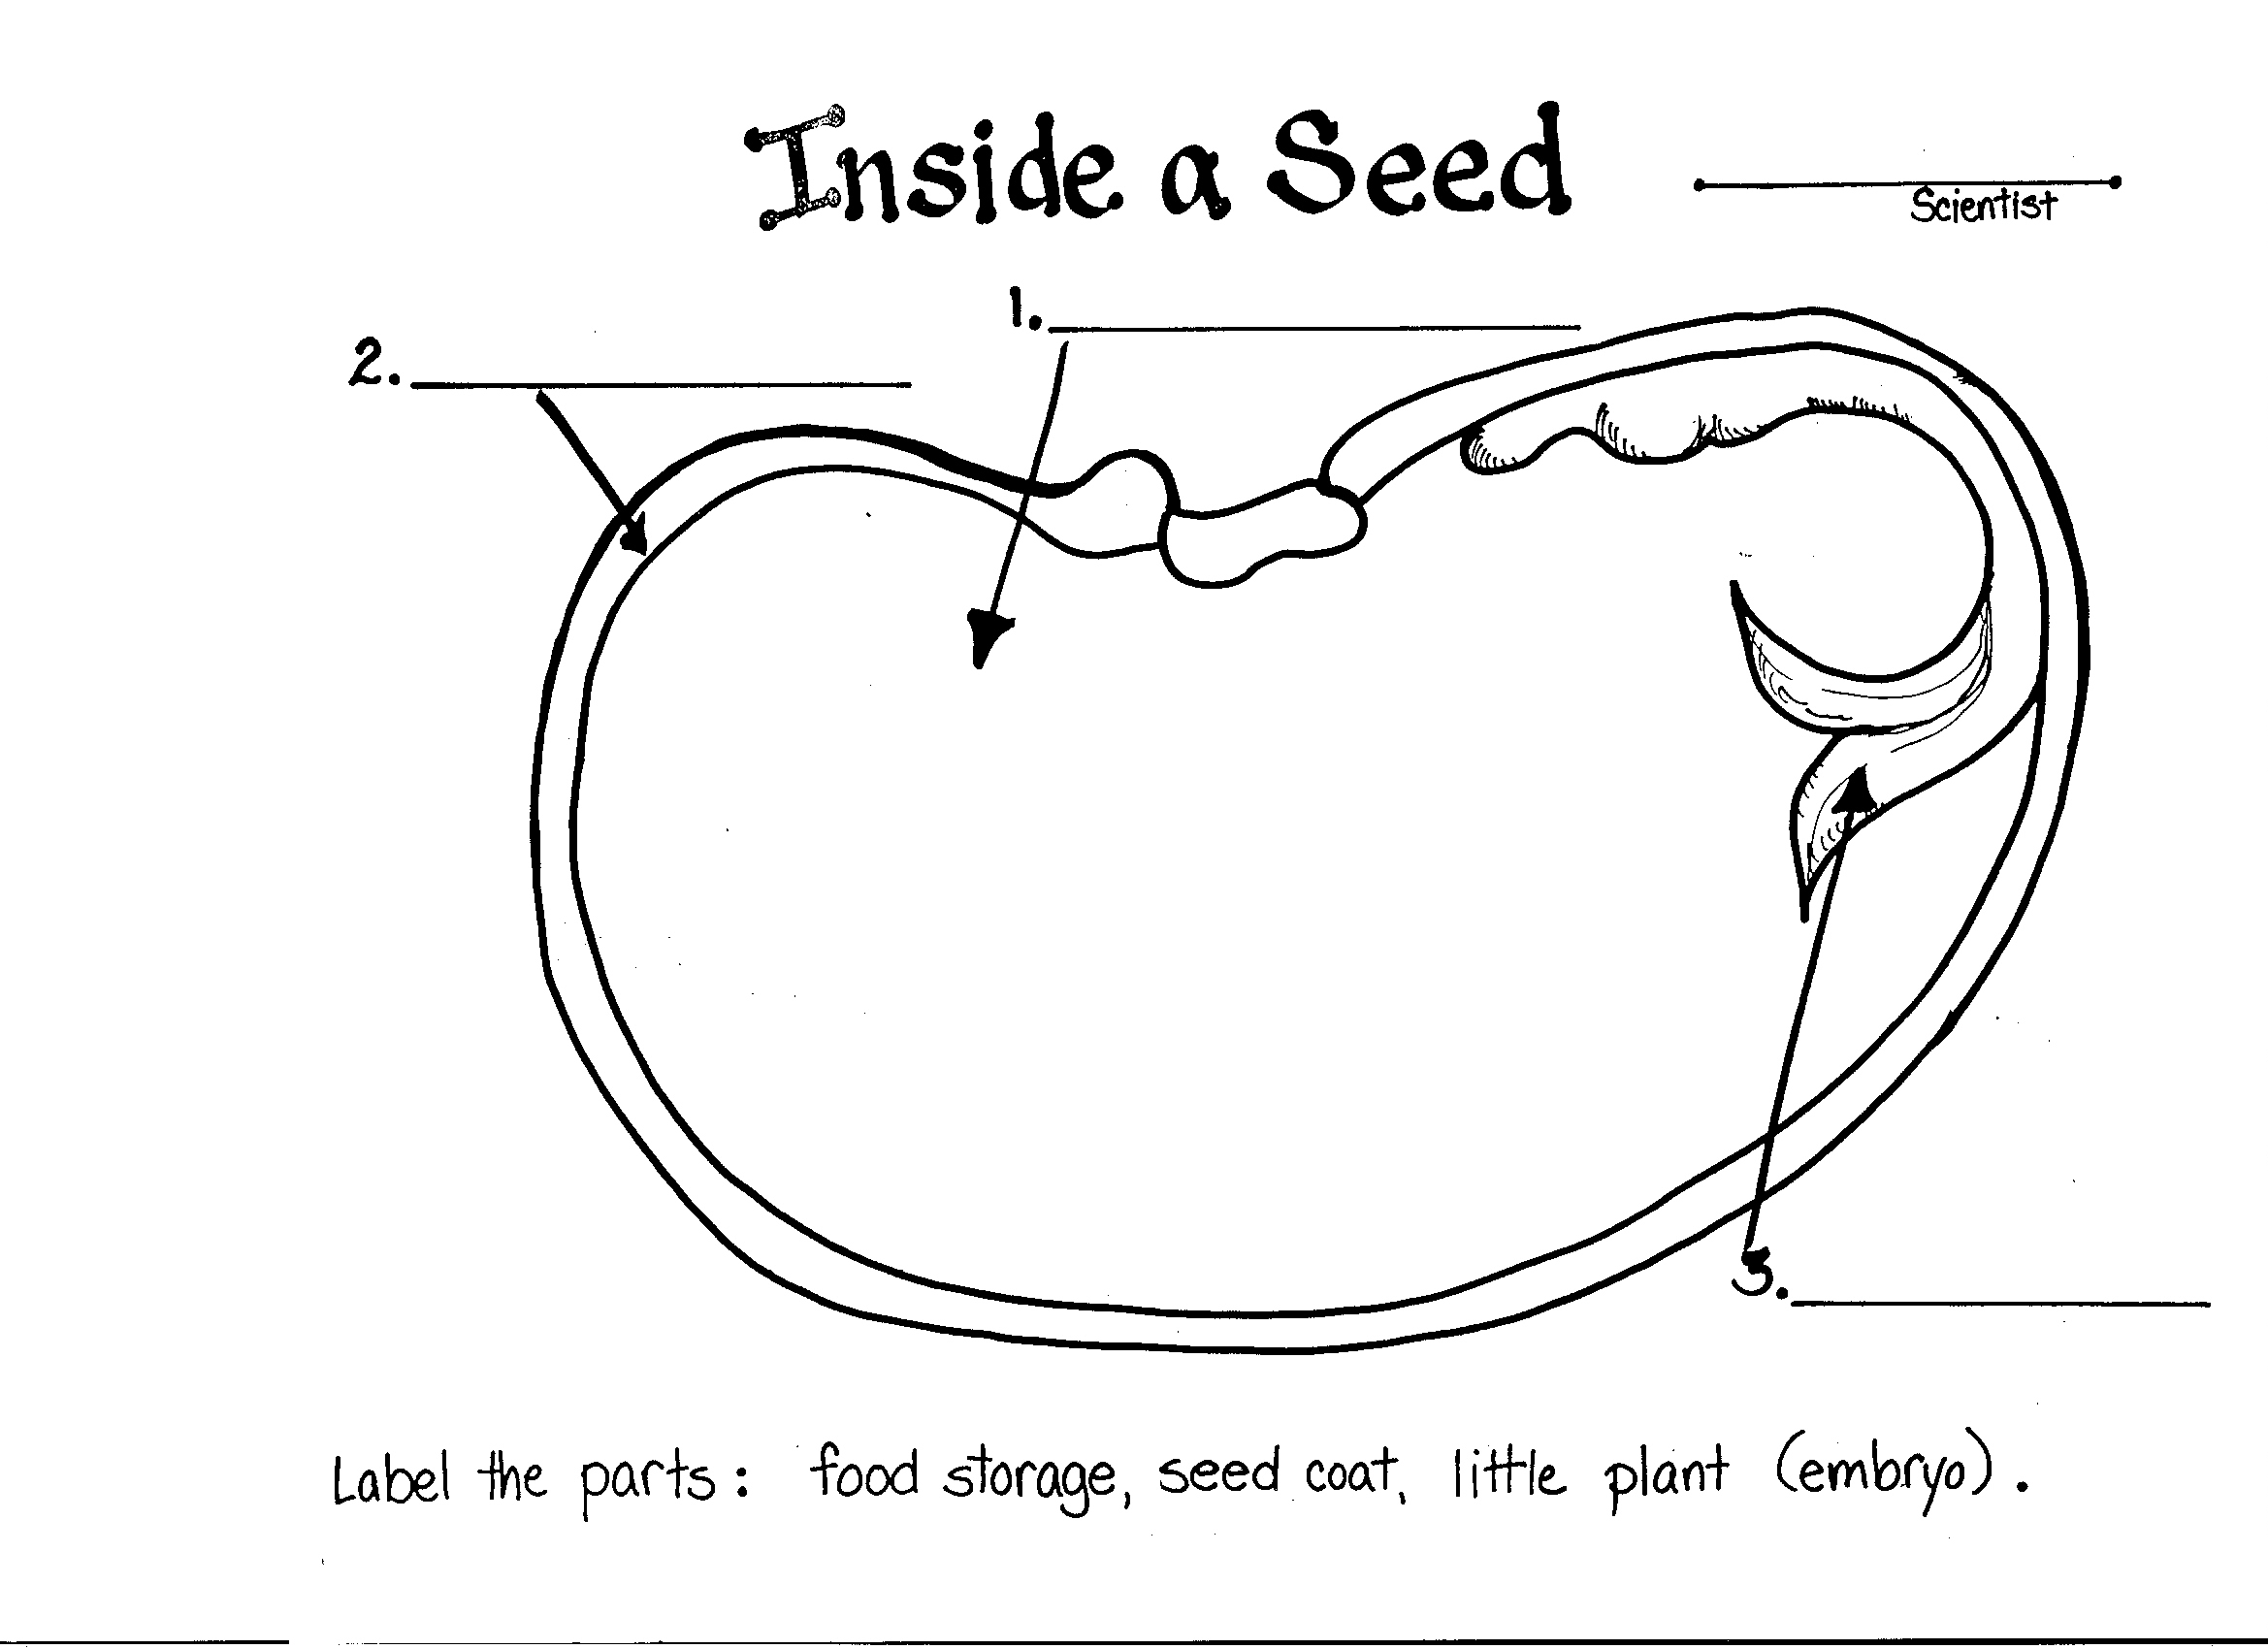 Inside a Seed
Scientist
1.
2.
3.
Label the parts: food storage, seed coat, little plant (embryo).